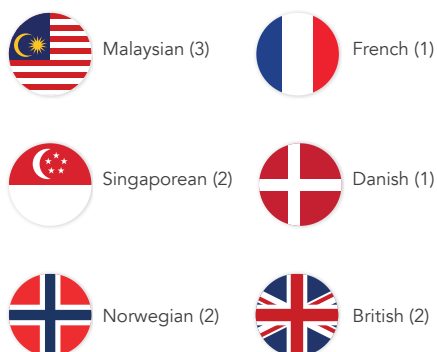 Malaysian (3)
French (1)
Singaporean (2)
Danish (1)
Norwegian (2)
British (2)